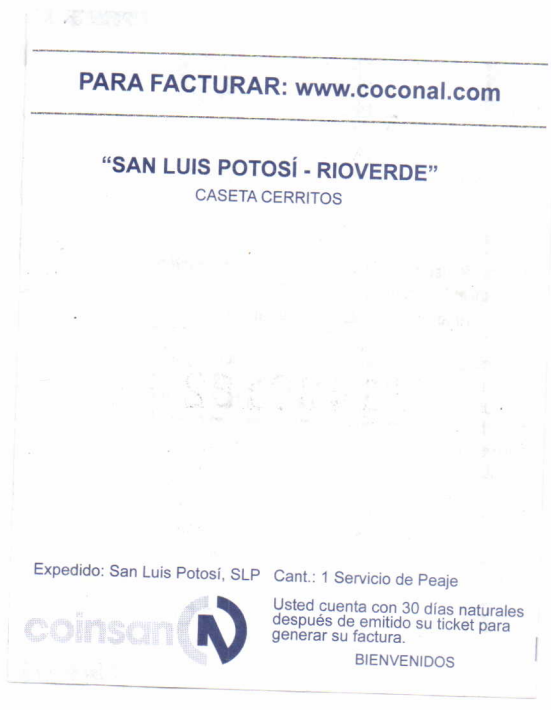 PARA FACTURAR: www.coconal.com
“SAN LUIS POTOSÍ - RIOVERDE”
CASETA CERRITOS
Expedido: San Luis Potosí, SLP Cant.: 1 Servicio de Peaje
coinsan
Usted cuenta con 30 días naturales
después de emitido su ticket para
generar su factura.
BIENVENIDOS